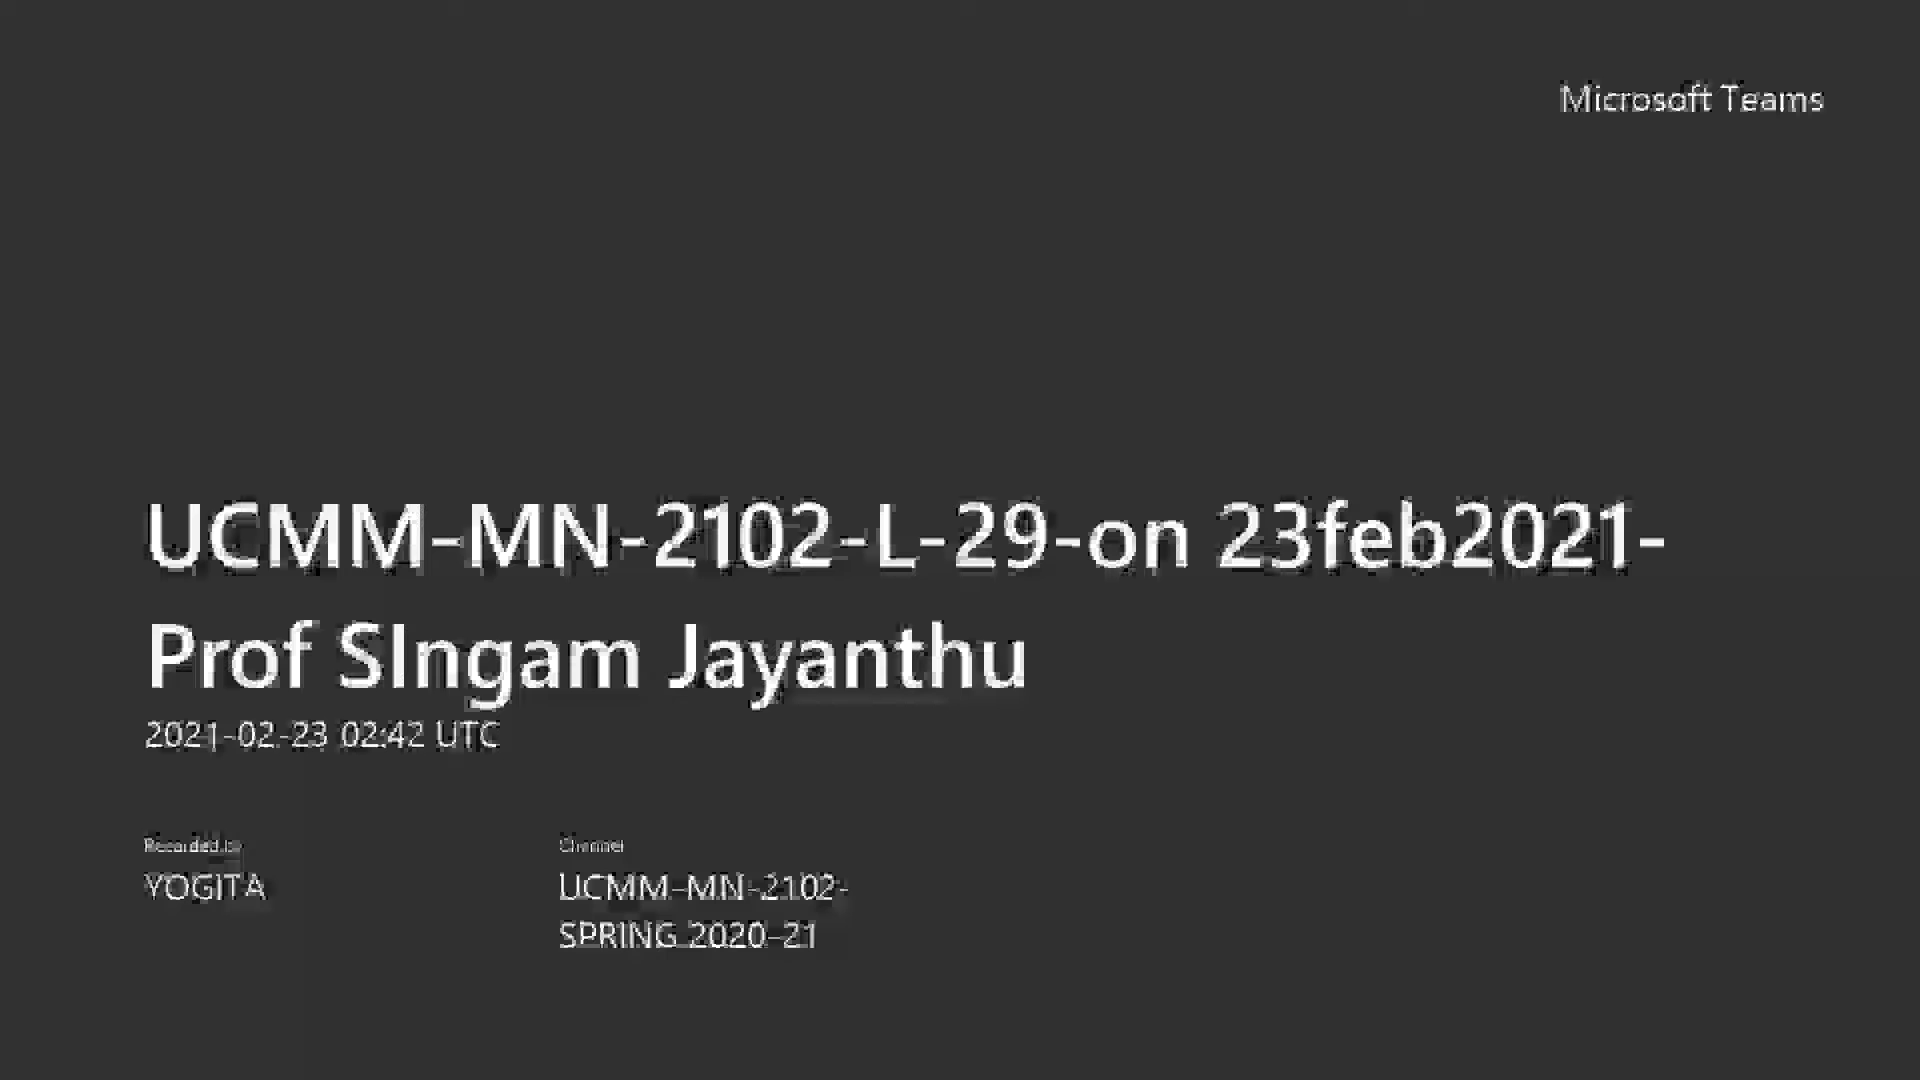 Microsoft Teams
UCMM-MN-2102-L-29-on 23feb2021-
Prof SIngam Jayanthu
2021-02-23 02:42 UTC
Recorded by
Channel
YOGITA
UCMM-MN-2102-
SPRING 2020-21